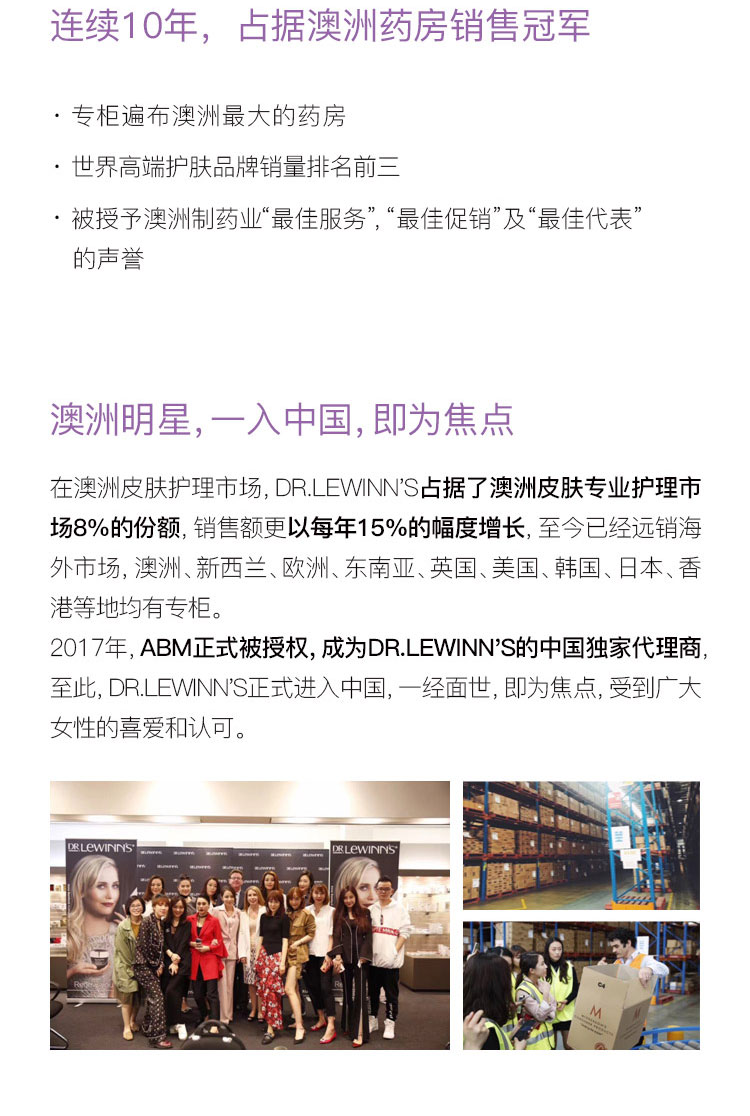 连续10年，占据澳洲药房销售冠军
· 专柜遍布澳洲最大的药房
· 世界高端护肤品牌销量排名前三
· 被授予澳洲制药业“最佳服务”，“最佳促销”及“最佳代表”
的声誉
澳洲明星，一入中国，即为焦点
在澳洲皮肤护理市场，DR.LEWINN’S占据了澳洲皮肤专业护理市
场8%的份额，销售额更以每年15%的幅度增长，至今已经远销海
外市场，澳洲、新西兰、欧洲、东南亚、英国、美国、韩国、日本、香
港等地均有专柜。
2017年，ABM正式被授权，成为DR.LEWINN’S的中国独家代理商，
至此，DR.LEWINN’S正式进入中国，一经面世，即为焦点，受到广大
女性的喜爱和认可。
DR.LEWINN'S
DR.LEWINN'S
C4
M